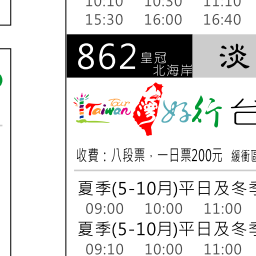 10:10 10:30 11:10
15:30 16:00 16:40
862 皇冠北海岸 淡
Taiwan Tour 好行 台
收費：八段票，一日票200元 緩衝區
夏季(5-10月)平日及冬季
09:00 10:00 11:00
夏季(5-10月)平日及冬季
09:10 10:00 11:00